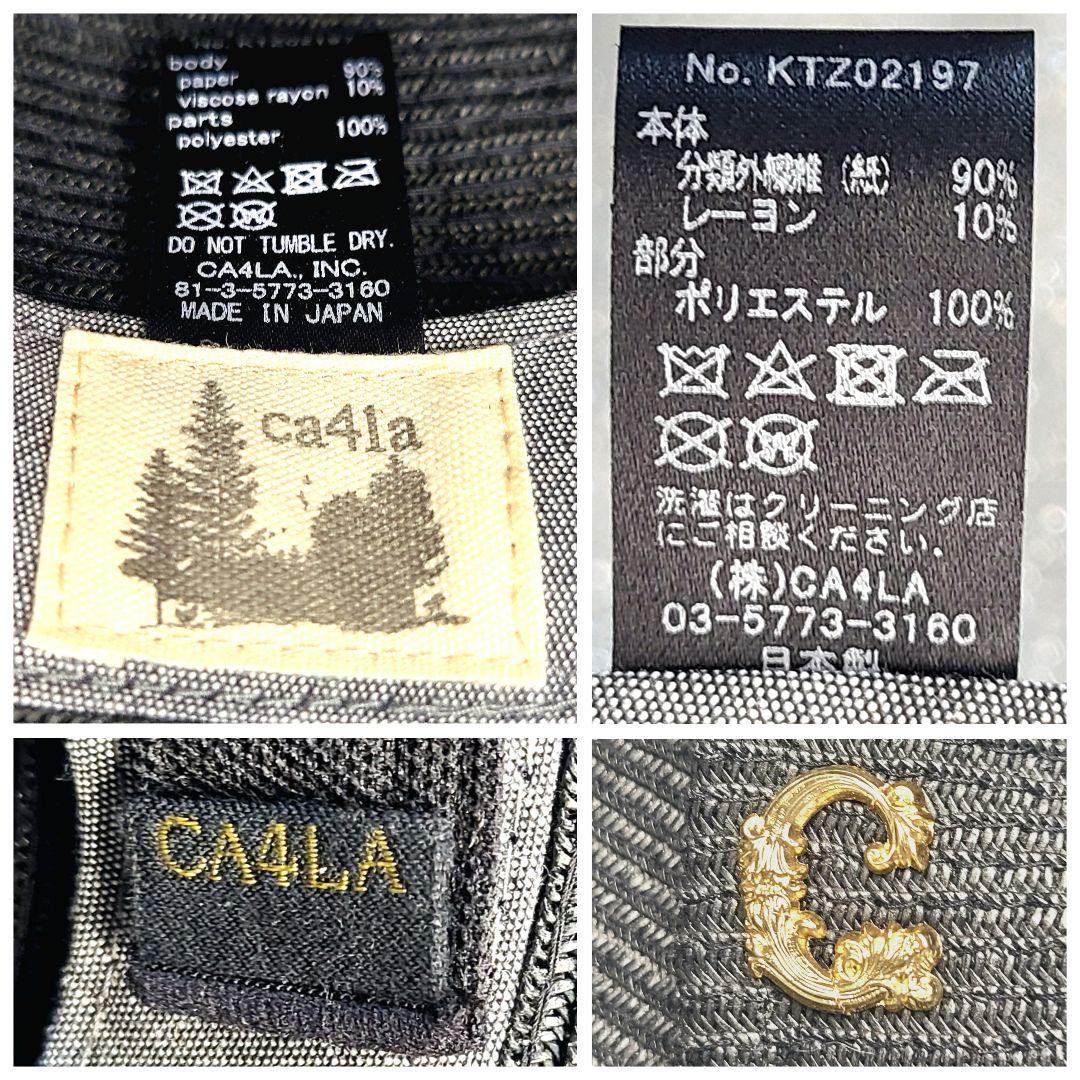 body
paper 90%
viscose rayon 10%
parts
polyester 100%
DO NOT TUMBLE DRY.
CA4LA., INC.
81-3-5773-3160
MADE IN JAPAN
ca4la
No. KTZ02197
本体
分類外繊維 (紙) 90%
レーヨン 10%
部分
ポリエステル 100%
W
洗濯はクリーニング店
にご相談ください.
(株)CA4LA
03-5773-3160
日本製
CA4LA